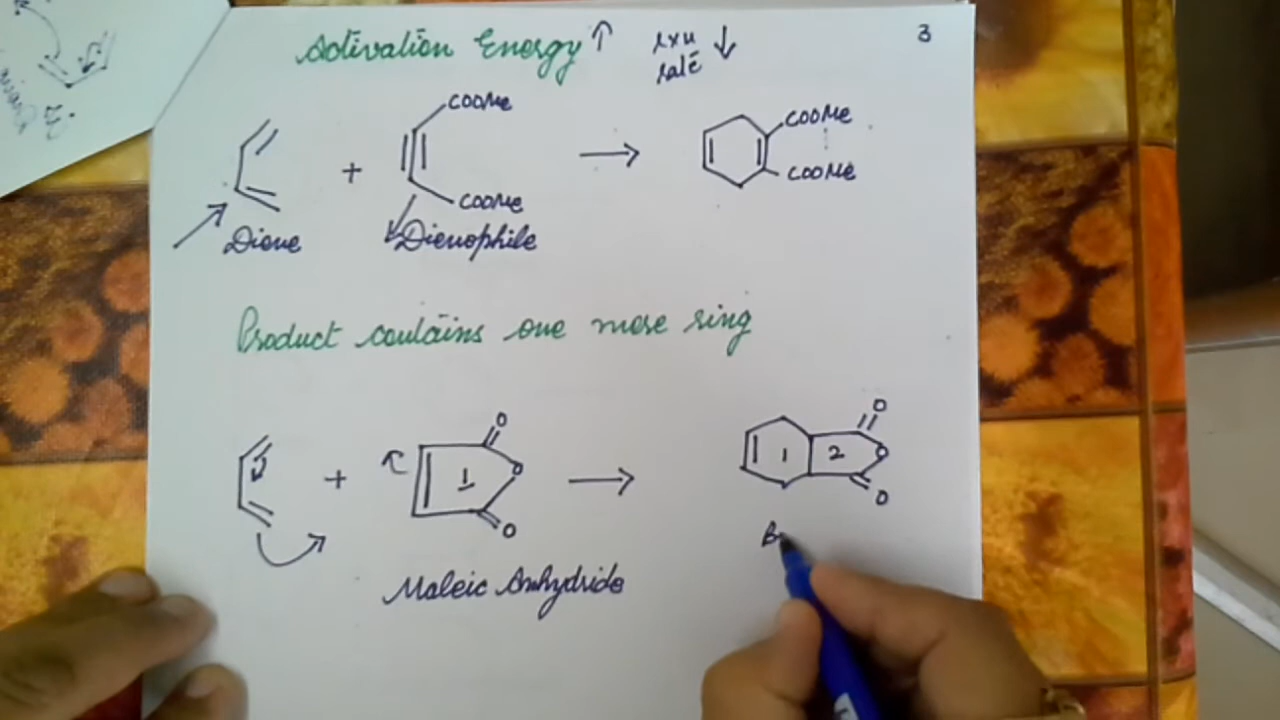 Activation Energy ↑ rxn ↓ 3
rate
COOMe
+ → COOMe
COOMe
COOMe
Diene Dienophile
Product contains one more ring
O O
+ 1 O → 1 2 O
O O
B
Maleic Anhydride